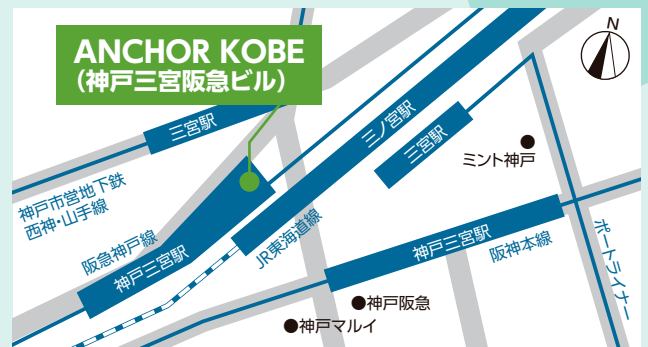 ANCHOR KOBE
(神戸三宮阪急ビル)
N
三宮駅
三ノ宮駅
三宮駅
ミント神戸
神戸市営地下鉄
西神・山手線
阪急神戸線
神戸三宮駅
JR東海道線
神戸三宮駅
阪神本線
ポートライナー
●神戸阪急
●神戸マルイ